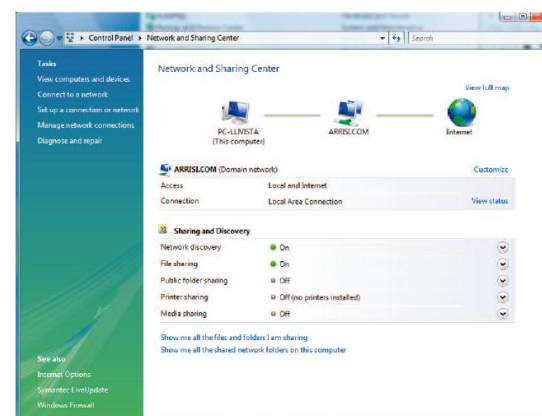 Control Panel ▸ Network and Sharing Center
Search
Tasks
View computers and devices
Connect to a network
Set up a connection or network
Manage network connections
Diagnose and repair
Network and Sharing Center
View full map
PC-LLIVISTA
(This computer)
ARRISI.COM
Internet
ARRISI.COM (Domain network)
Customize
Access
Local and Internet
Connection
Local Area Connection
View status
Sharing and Discovery
Network discovery
On
File sharing
On
Public folder sharing
Off
Printer sharing
Off (no printers installed)
Media sharing
Off
Show me all the files and folders I am sharing
Show me all the shared network folders on this computer
See also
Internet Options
Symantec LiveUpdate
Windows Firewall